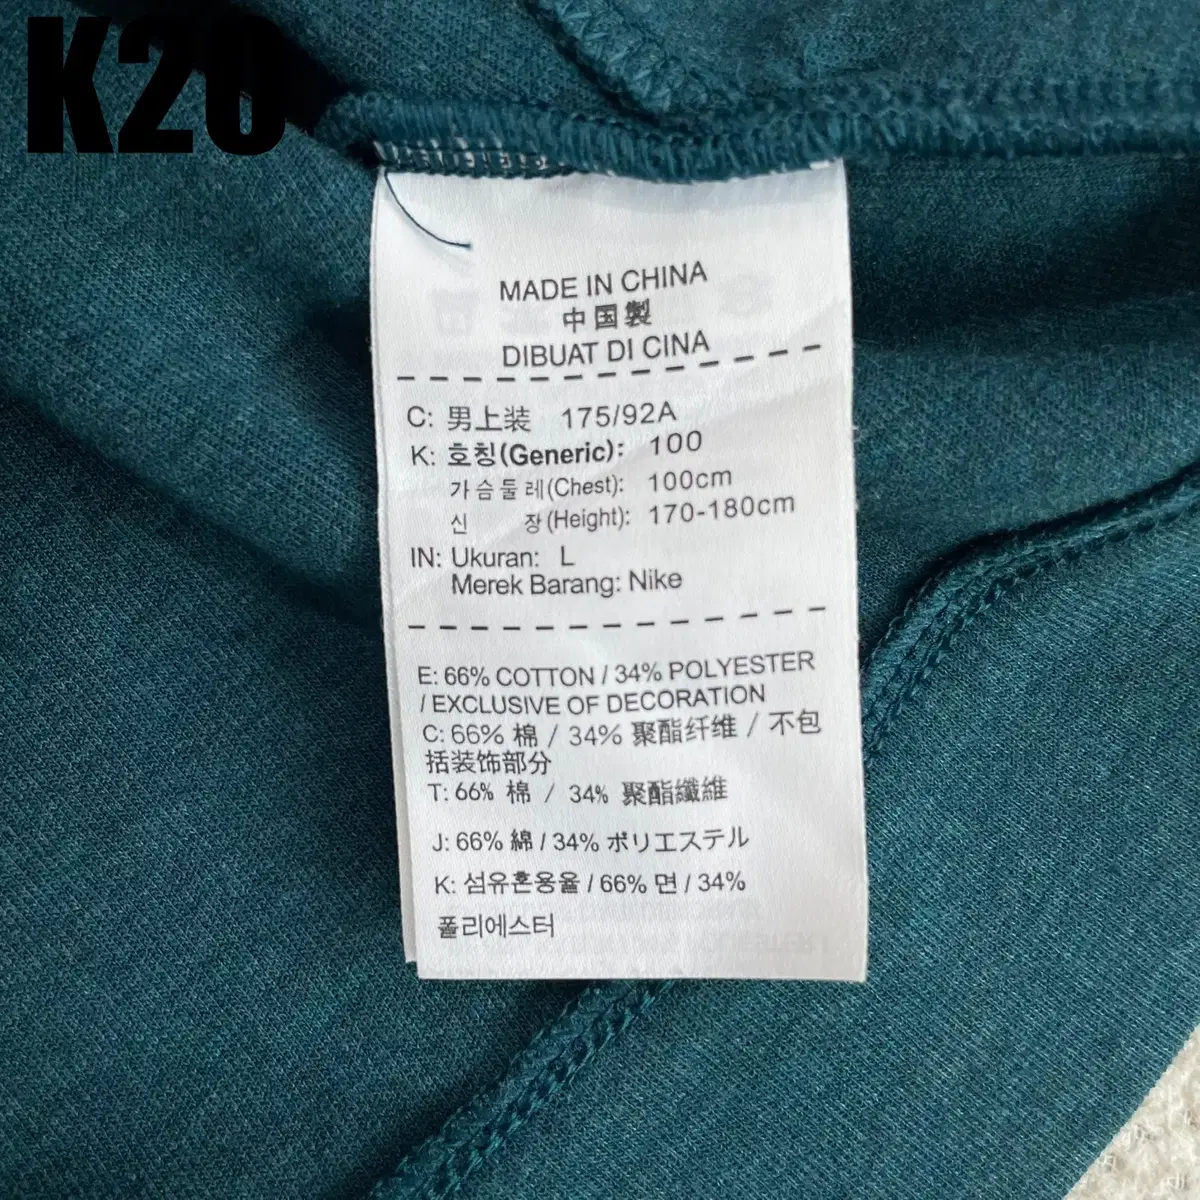 K20
MADE IN CHINA
中国製
DIBUAT DI CINA
C: 男上装 175/92A
K: 호칭(Generic): 100
가슴둘레(Chest): 100cm
신 장(Height): 170-180cm
IN: Ukuran: L
Merek Barang: Nike
E: 66% COTTON / 34% POLYESTER
/ EXCLUSIVE OF DECORATION
C: 66% 棉 / 34% 聚酯纤维 / 不包
括装饰部分
T: 66% 棉 / 34% 聚酯纖維
J: 66% 綿 / 34% ポリエステル
K: 섬유혼용율 / 66% 면 / 34%
폴리에스터